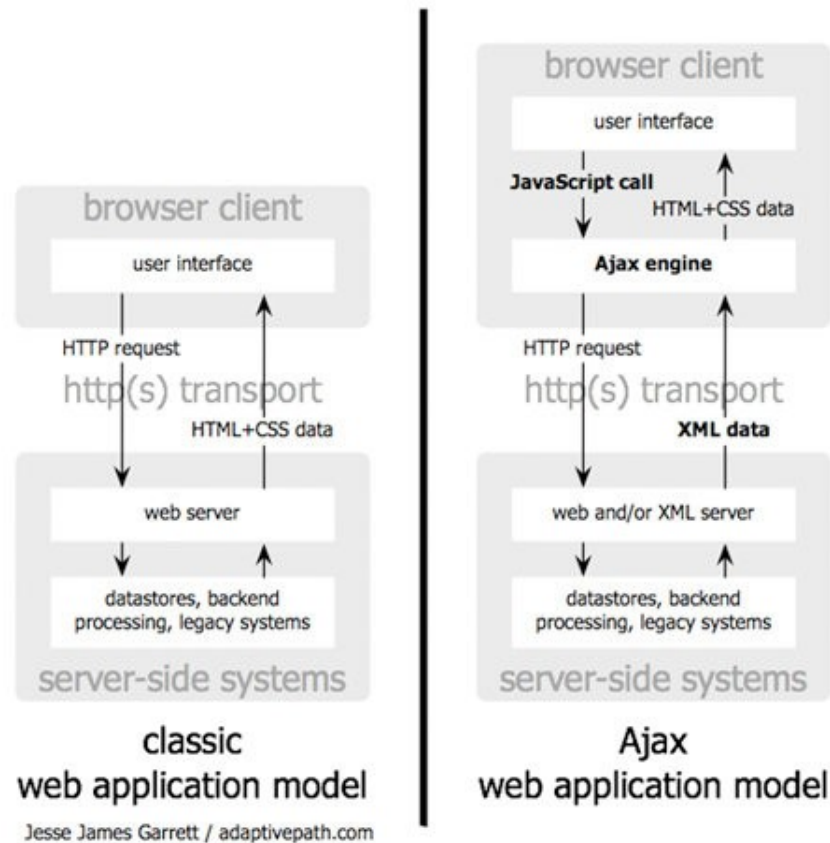 browser client
user interface
HTTP request
http(s) transport
HTML+CSS data
web server
datastores, backend
processing, legacy systems
server-side systems
classic
web application model
Jesse James Garrett / adaptivepath.com
browser client
user interface
JavaScript call
HTML+CSS data
Ajax engine
HTTP request
http(s) transport
XML data
web and/or XML server
datastores, backend
processing, legacy systems
server-side systems
Ajax
web application model